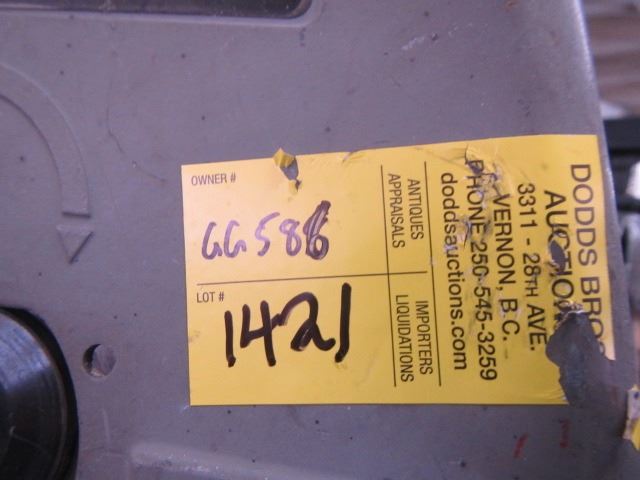 OWNER #
GG586
LOT #
1421
ANTIQUES
APPRAISALS
IMPORTERS
LIQUIDATIONS
DODDS BRO
AUCTION
3311 - 28TH AVE.
VERNON, B.C.
PHONE 250-545-3259
doddsauctions.com